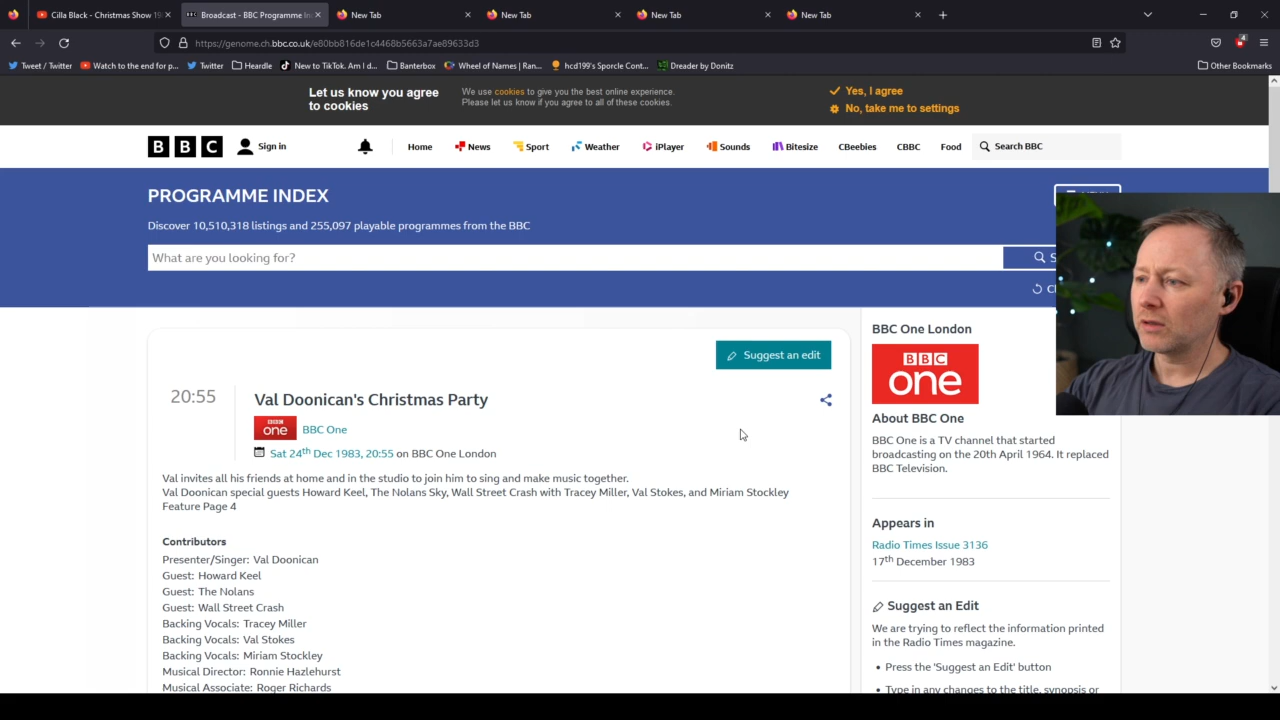 Cilla Black - Christmas Show 19
Broadcast - BBC Programme In
New Tab
New Tab
New Tab
New Tab
https://genome.ch.bbc.co.uk/e80bb816de1c4468b5663a7ae89633d3
Tweet / Twitter
Watch to the end for p...
Twitter
Heardle
New to TikTok. Am I d...
Banterbox
Wheel of Names | Ran...
hcd199's Sporcle Cont...
Dreader by Donitz
Other Bookmarks
Let us know you agree
to cookies
We use cookies to give you the best online experience.
Please let us know if you agree to all of these cookies.
Yes, I agree
No, take me to settings
BBC
Sign in
Home
News
Sport
Weather
iPlayer
Sounds
Bitesize
CBeebies
CBBC
Food
Search BBC
PROGRAMME INDEX
Discover 10,510,318 listings and 255,097 playable programmes from the BBC
What are you looking for?
Suggest an edit
20:55
Val Doonican's Christmas Party
BBC one
BBC One
Sat 24th Dec 1983, 20:55 on BBC One London
Val invites all his friends at home and in the studio to join him to sing and make music together.
Val Doonican special guests Howard Keel, The Nolans Sky, Wall Street Crash with Tracey Miller, Val Stokes, and Miriam Stockley
Feature Page 4
Contributors
Presenter/Singer: Val Doonican
Guest: Howard Keel
Guest: The Nolans
Guest: Wall Street Crash
Backing Vocals: Tracey Miller
Backing Vocals: Val Stokes
Backing Vocals: Miriam Stockley
Musical Director: Ronnie Hazlehurst
Musical Associate: Roger Richards
BBC One London
BBC one
About BBC One
BBC One is a TV channel that started
broadcasting on the 20th April 1964. It replaced
BBC Television.
Appears in
Radio Times Issue 3136
17th December 1983
Suggest an Edit
We are trying to reflect the information printed
in the Radio Times magazine.
• Press the 'Suggest an Edit' button
• Type in any changes to the title, synopsis or